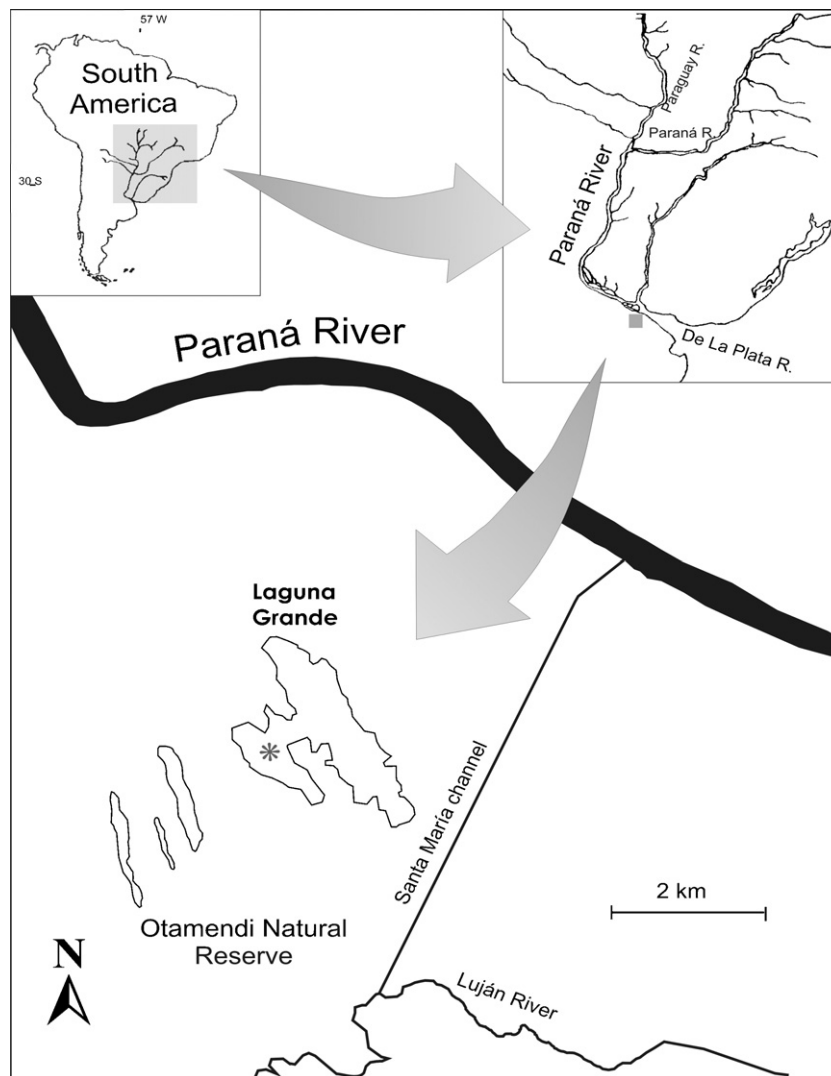 57 W
South
America
30 S
Paraguay R.
Paraná R.
Paraná River
De La Plata R.
Paraná River
Laguna
Grande
Santa María channel
2 km
Otamendi Natural
Reserve
N
Luján River